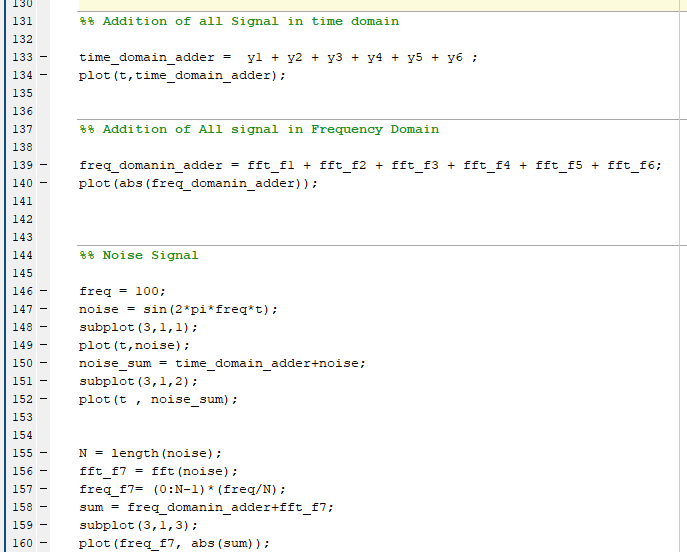 130
131 %% Addition of all Signal in time domain
132
133 – time_domain_adder =  y1 + y2 + y3 + y4 + y5 + y6 ;
134 – plot(t,time_domain_adder);
135
136
137 %% Addition of All signal in Frequency Domain
138
139 – freq_domanin_adder = fft_f1 + fft_f2 + fft_f3 + fft_f4 + fft_f5 + fft_f6;
140 – plot(abs(freq_domanin_adder));
141
142
143
144 %% Noise Signal
145
146 – freq = 100;
147 – noise = sin(2*pi*freq*t);
148 – subplot(3,1,1);
149 – plot(t,noise);
150 – noise_sum = time_domain_adder+noise;
151 – subplot(3,1,2);
152 – plot(t , noise_sum);
153
154
155 – N = length(noise);
156 – fft_f7 = fft(noise);
157 – freq_f7= (0:N-1)*(freq/N);
158 – sum = freq_domanin_adder+fft_f7;
159 – subplot(3,1,3);
160 – plot(freq_f7, abs(sum));